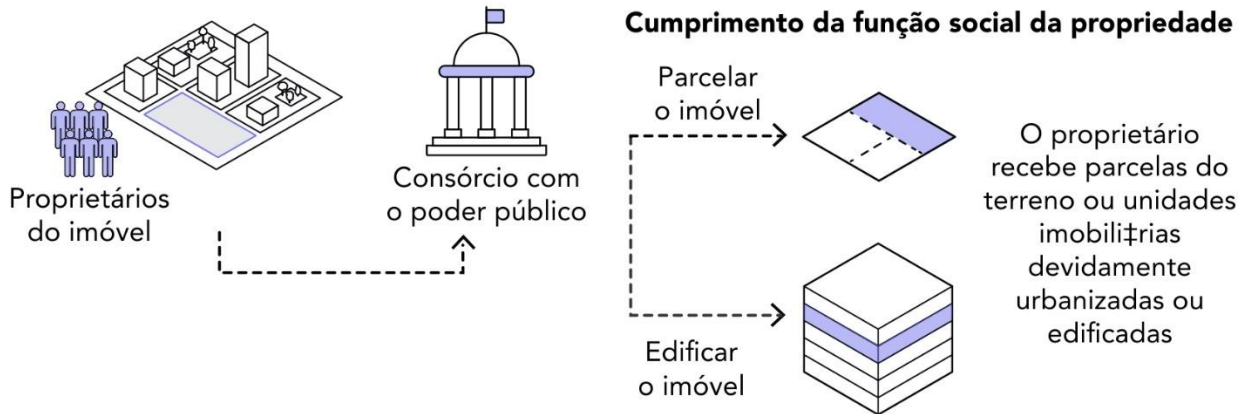 Cumprimento da função social da propriedade
Proprietários
do imóvel
Consórcio com
o poder público
Parcelar
o imóvel
Edificar
o imóvel
O proprietário
recebe parcelas do
terreno ou unidades
imobili‡rias
devidamente
urbanizadas ou
edificadas